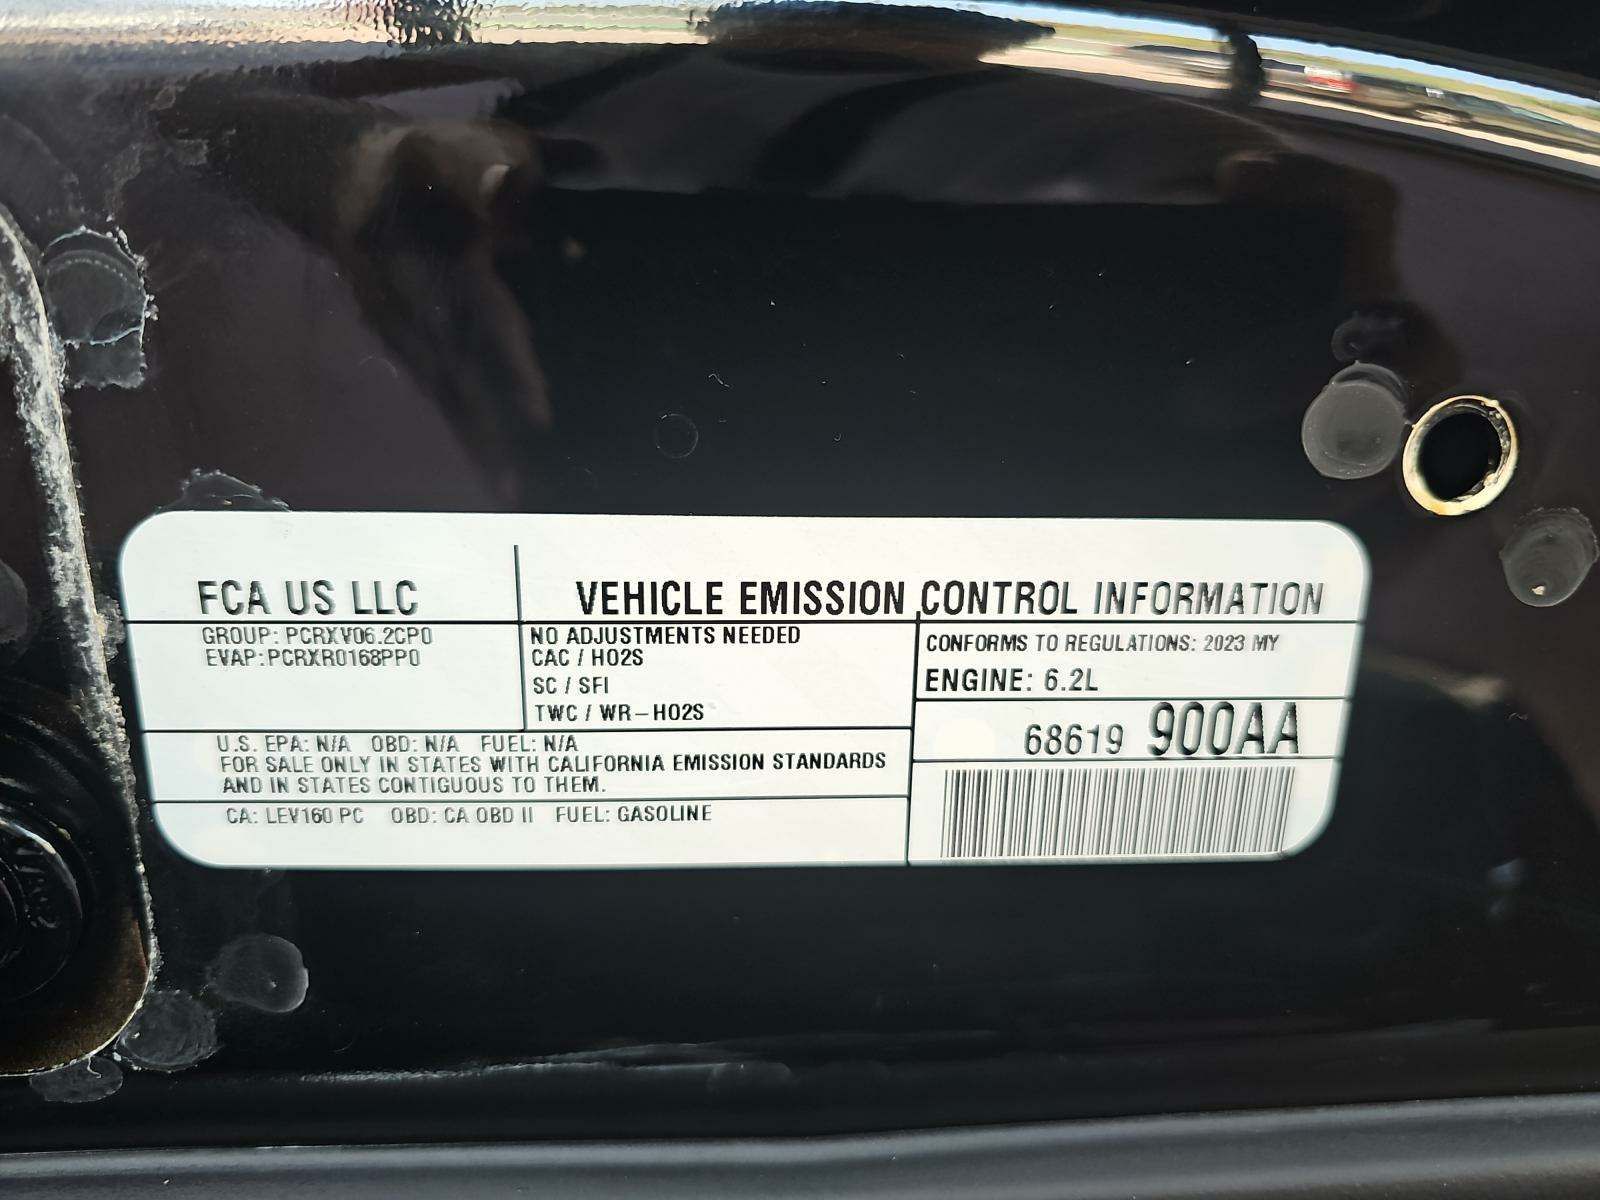 FCA US LLC
VEHICLE EMISSION CONTROL INFORMATION
GROUP: PCRXV06.2CP0
EVAP: PCRXR0168PP0
NO ADJUSTMENTS NEEDED
CAC / HO2S
SC / SFI
TWC / WR-HO2S
CONFORMS TO REGULATIONS: 2023 MY
ENGINE: 6.2L
68619 900AA
U.S. EPA: N/A OBD: N/A FUEL: N/A
FOR SALE ONLY IN STATES WITH CALIFORNIA EMISSION STANDARDS
AND IN STATES CONTIGUOUS TO THEM.
CA: LEV160 PC OBD: CA OBD II FUEL: GASOLINE